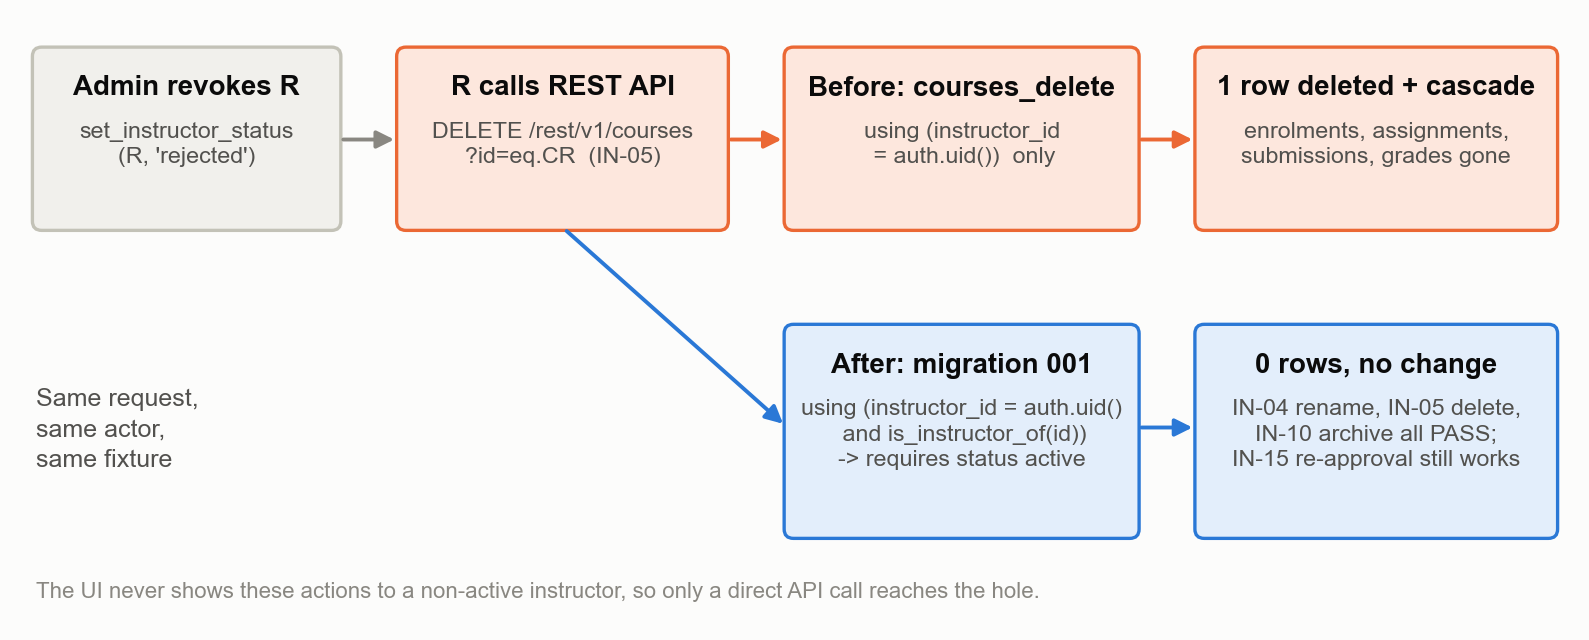 Admin revokes R
set_instructor_status
(R, 'rejected')
R calls REST API
DELETE /rest/v1/courses
?id=eq.CR  (IN-05)
Before: courses_delete
using (instructor_id
= auth.uid())  only
1 row deleted + cascade
enrolments, assignments,
submissions, grades gone
Same request,
same actor,
same fixture
After: migration 001
using (instructor_id = auth.uid()
and is_instructor_of(id))
-> requires status active
0 rows, no change
IN-04 rename, IN-05 delete,
IN-10 archive all PASS;
IN-15 re-approval still works
The UI never shows these actions to a non-active instructor, so only a direct API call reaches the hole.